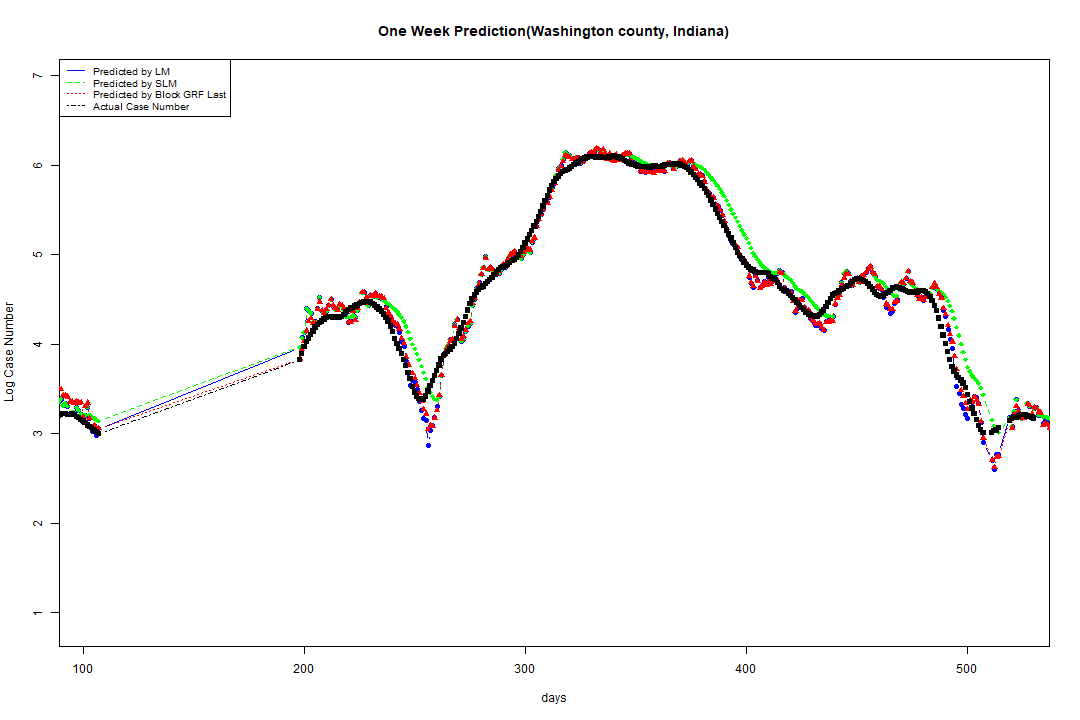 One Week Prediction(Washington county, Indiana)
Predicted by LM
Predicted by SLM
Predicted by Block GRF Last
Actual Case Number
7
6
5
4
3
2
1
Log Case Number
100 200 300 400 500
days